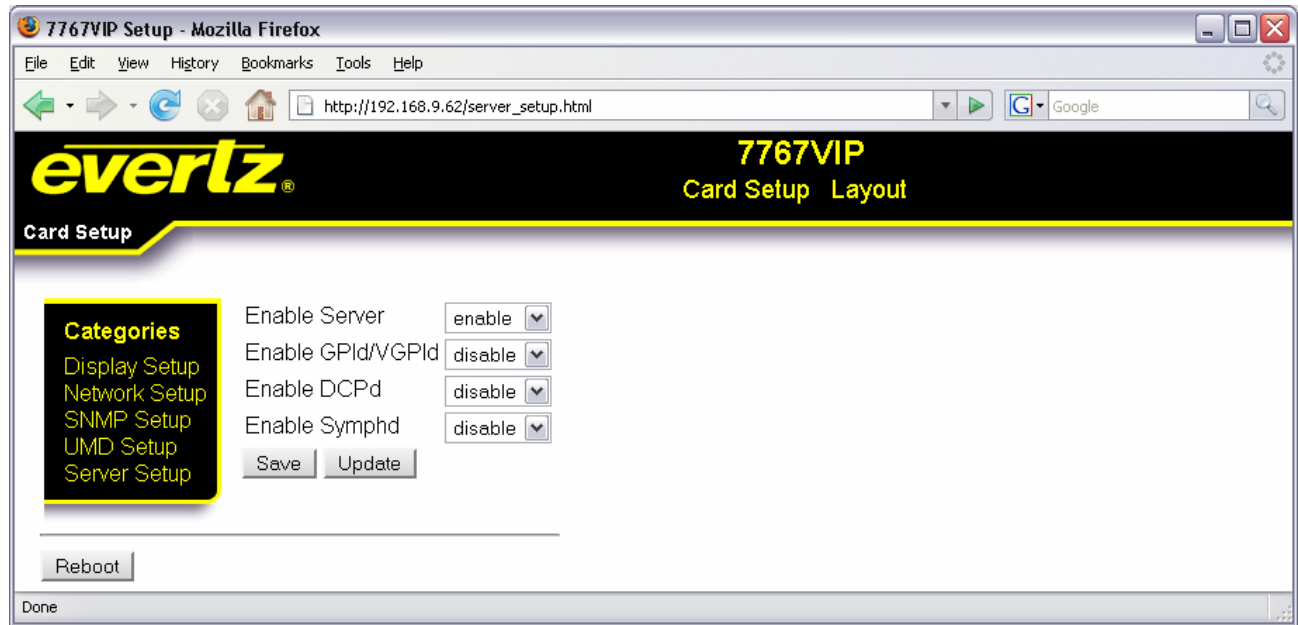 7767VIP Setup - Mozilla Firefox
File Edit View History Bookmarks Tools Help
http://192.168.9.62/server_setup.html
G Google
evertz®
7767VIP
Card Setup Layout
Card Setup
Categories
Display Setup
Network Setup
SNMP Setup
UMD Setup
Server Setup
Enable Server enable
Enable GPId/VGPId disable
Enable DCPd disable
Enable Symphd disable
Save Update
Reboot
Done